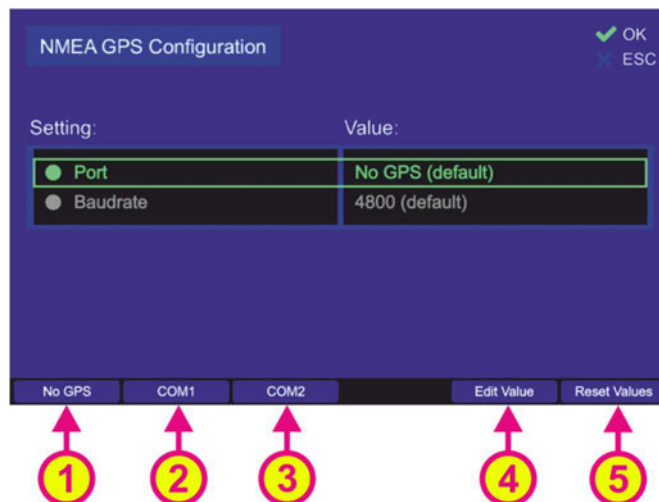 NMEA GPS Configuration
OK
ESC
Setting: Value:
Port No GPS (default)
Baudrate 4800 (default)
No GPS COM1 COM2 Edit Value Reset Values
1 2 3 4 5